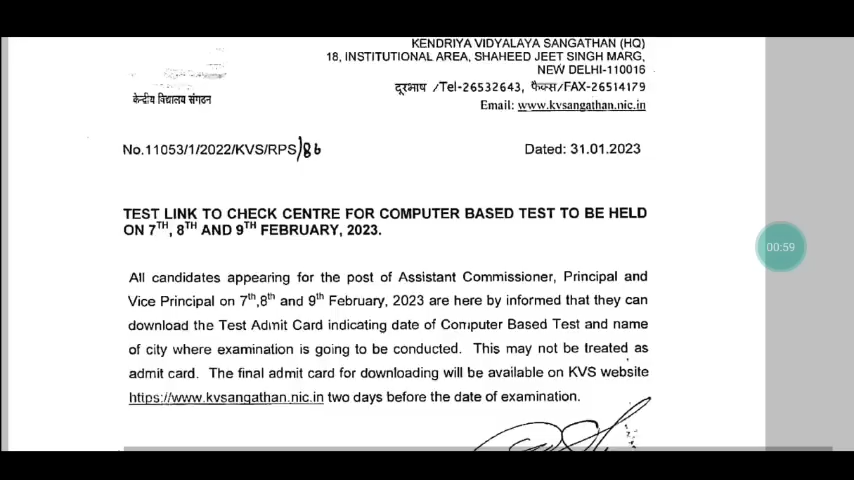 KENDRIYA VIDYALAYA SANGATHAN (HQ)
18, INSTITUTIONAL AREA, SHAHEED JEET SINGH MARG,
NEW DELHI-110016
दूरभाष /Tel-26532643, फैक्स/FAX-26514179
Email: www.kvsangathan.nic.in
केन्द्रीय विद्यालय संगठन
No.11053/1/2022/KVS/RPS/86
Dated: 31.01.2023
TEST LINK TO CHECK CENTRE FOR COMPUTER BASED TEST TO BE HELD
ON 7TH, 8TH AND 9TH FEBRUARY, 2023.
All candidates appearing for the post of Assistant Commissioner, Principal and
Vice Principal on 7th,8th and 9th February, 2023 are here by informed that they can
download the Test Admit Card indicating date of Computer Based Test and name
of city where examination is going to be conducted. This may not be treated as
admit card. The final admit card for downloading will be available on KVS website
https://www.kvsangathan.nic.in two days before the date of examination.
00:59